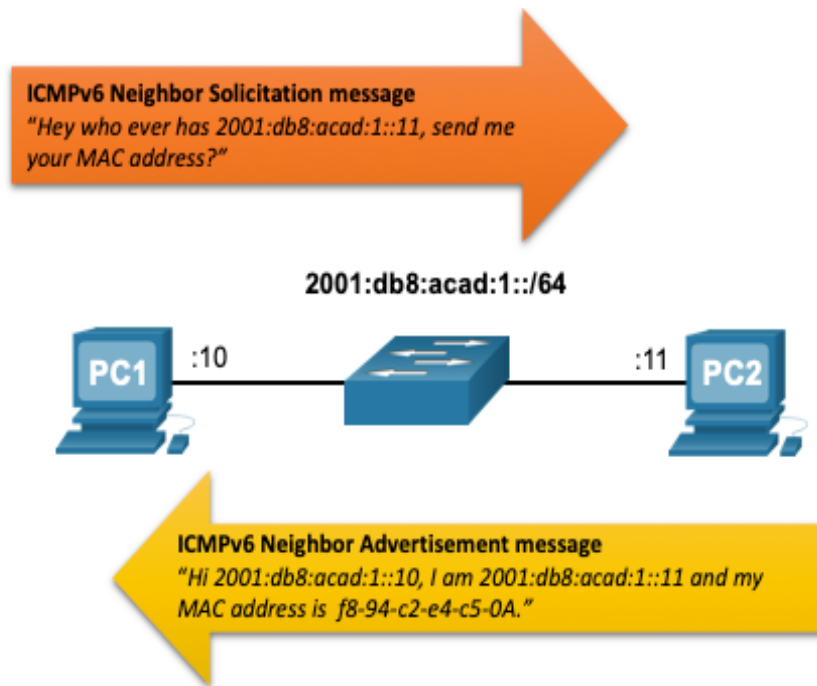 ICMPv6 Neighbor Solicitation message
"Hey who ever has 2001:db8:acad:1::11, send me
your MAC address?"
2001:db8:acad:1::/64
PC1
:10
:11
PC2
ICMPv6 Neighbor Advertisement message
"Hi 2001:db8:acad:1::10, I am 2001:db8:acad:1::11 and my
MAC address is f8-94-c2-e4-c5-0A."